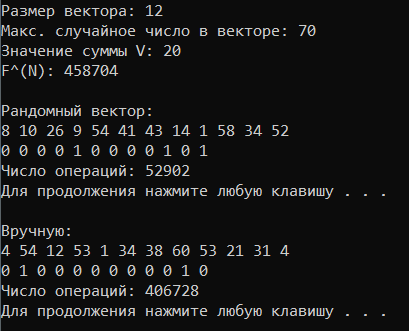 Размер вектора: 12
Макс. случайное число в векторе: 70
Значение суммы V: 20
F^(N): 458704
Рандомный вектор:
8 10 26 9 54 41 43 14 1 58 34 52
0 0 0 0 1 0 0 0 0 1 0 1
Число операций: 52902
Для продолжения нажмите любую клавишу . . .
Вручную:
4 54 12 53 1 34 38 60 53 21 31 4
0 1 0 0 0 0 0 0 0 0 1 0
Число операций: 406728
Для продолжения нажмите любую клавишу . . .